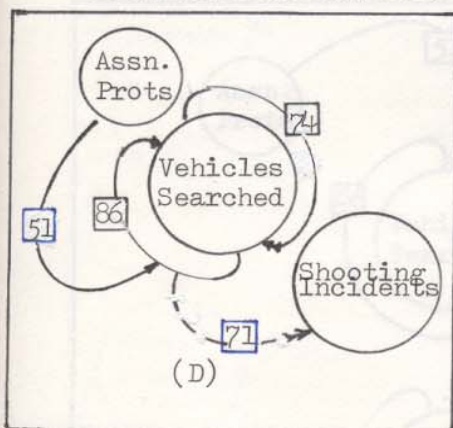 Assn.
Prots
74
Vehicles
Searched
86
51
Shooting
Incidents
71
(D)